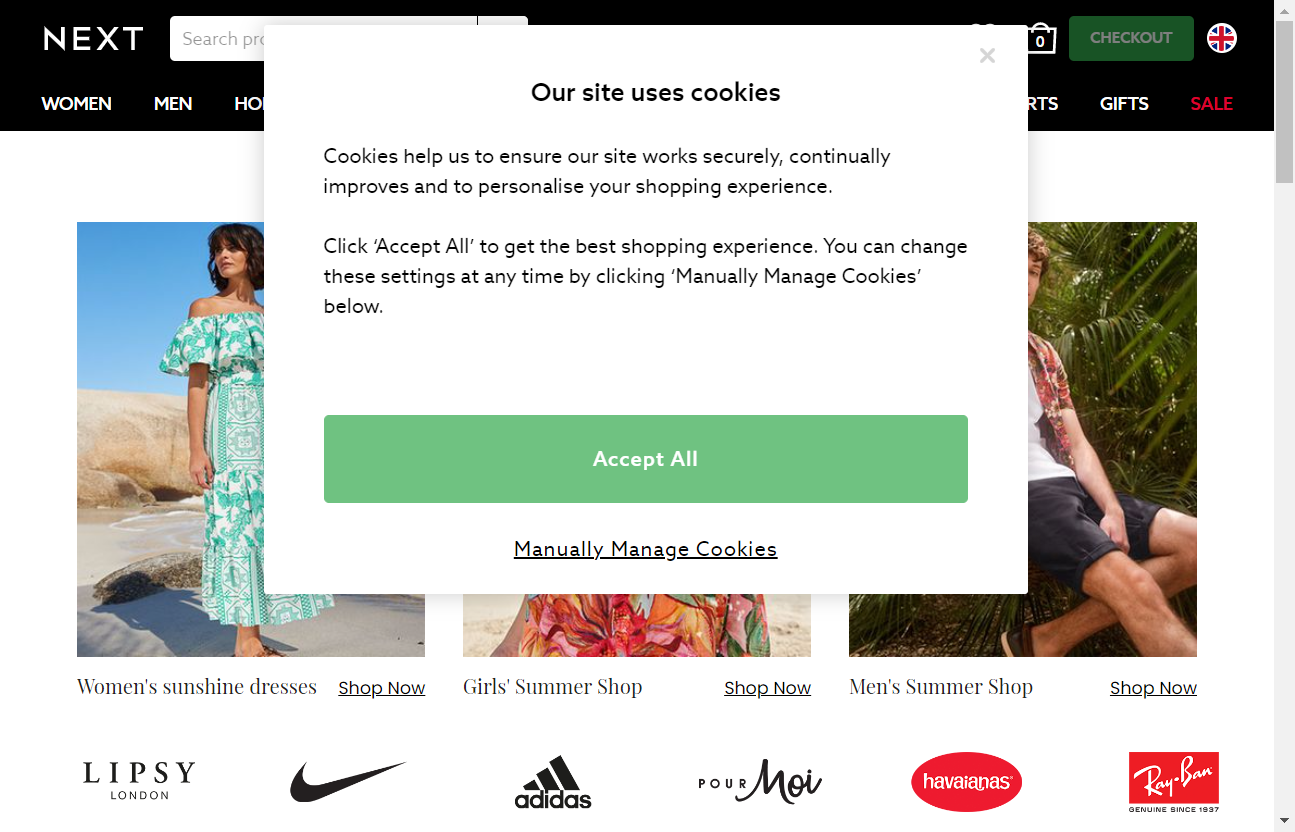 NEXT
0
CHECKOUT
WOMEN MEN GIFTS SALE
Our site uses cookies
Cookies help us to ensure our site works securely, continually
improves and to personalise your shopping experience.
Click ‘Accept All’ to get the best shopping experience. You can change
these settings at any time by clicking ‘Manually Manage Cookies’
below.
Accept All
Manually Manage Cookies
Women's sunshine dresses Shop Now
Girls' Summer Shop Shop Now
Men's Summer Shop Shop Now
LIPSY
LONDON
adidas
POUR Moi
havaianas
Ray-Ban
GENUINE SINCE 1937
Search